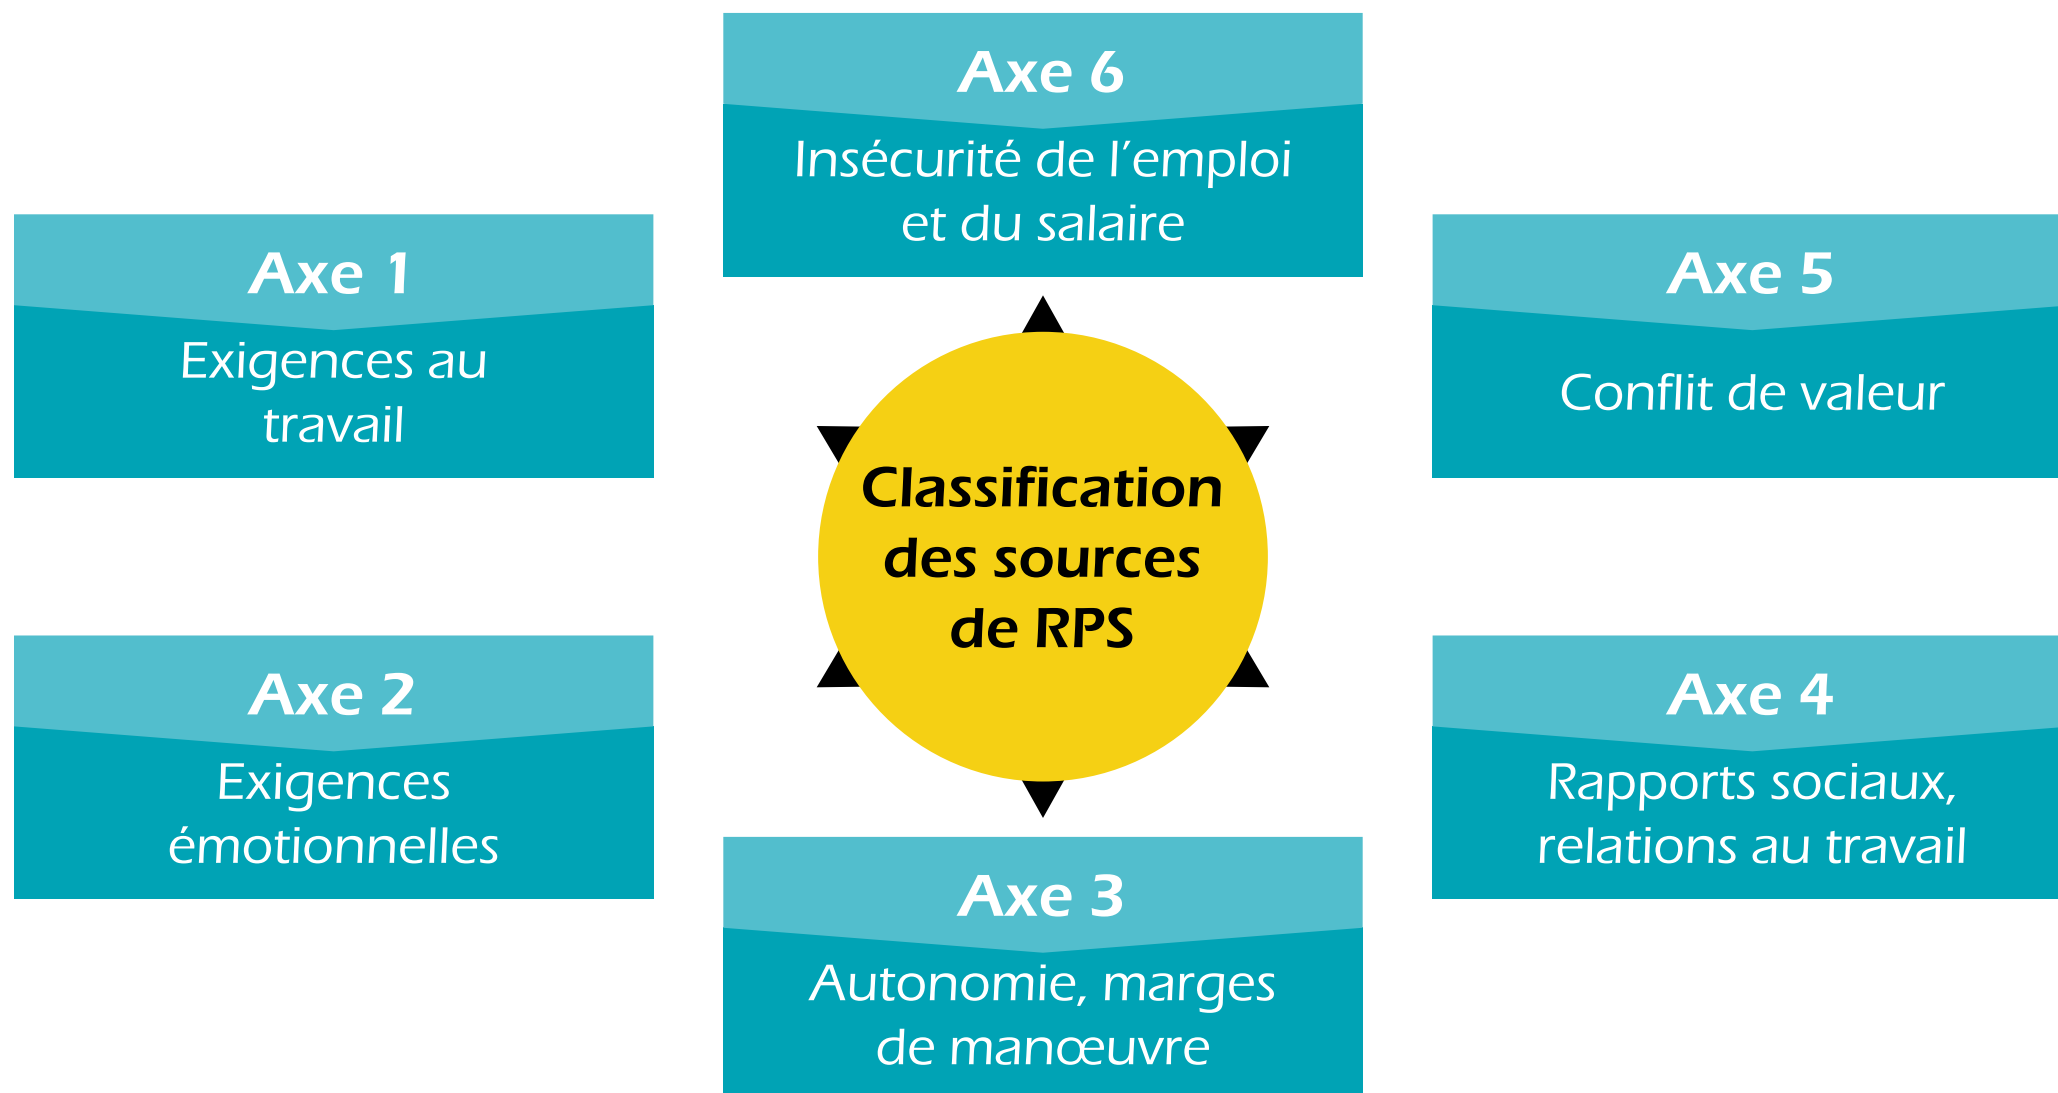 Axe 6
Insécurité de l’emploi
et du salaire
Axe 1
Exigences au
travail
Axe 5
Conflit de valeur
Classification
des sources
de RPS
Axe 2
Exigences
émotionnelles
Axe 4
Rapports sociaux,
relations au travail
Axe 3
Autonomie, marges
de manœuvre